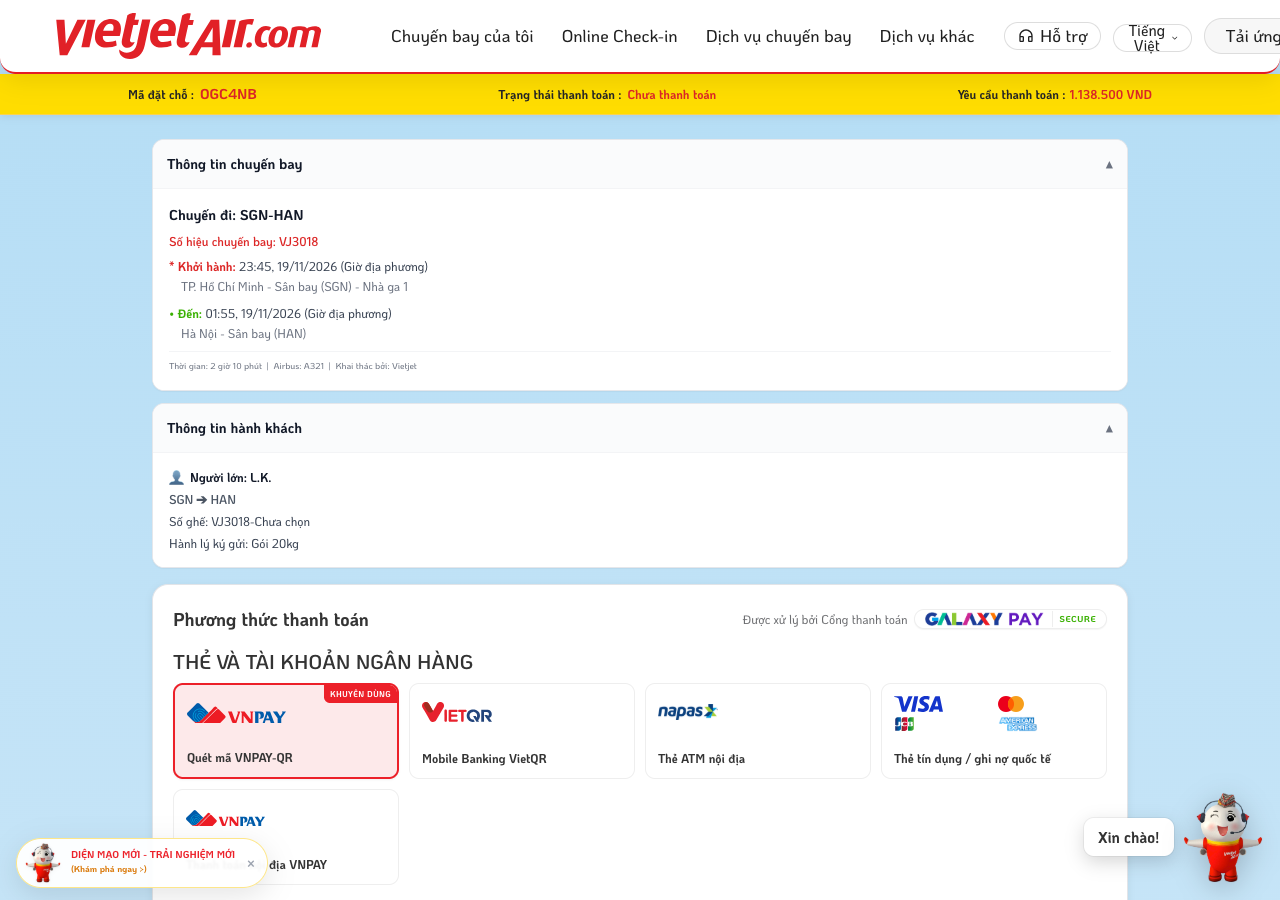 vietjetAir.com
Chuyến bay của tôi
Online Check-in
Dịch vụ chuyến bay
Dịch vụ khác
Hỗ trợ
Tiếng Việt
Tải ứng
Mã đặt chỗ : OGC4NB
Trạng thái thanh toán : Chưa thanh toán
Yêu cầu thanh toán : 1.138.500 VND
Thông tin chuyến bay
Chuyến đi: SGN-HAN
Số hiệu chuyến bay: VJ3018
* Khởi hành: 23:45, 19/11/2026 (Giờ địa phương)
TP. Hồ Chí Minh - Sân bay (SGN) - Nhà ga 1
• Đến: 01:55, 19/11/2026 (Giờ địa phương)
Hà Nội - Sân bay (HAN)
Thời gian: 2 giờ 10 phút | Airbus: A321 | Khai thác bởi: Vietjet
Thông tin hành khách
Người lớn: L.K.
SGN ➔ HAN
Số ghế: VJ3018-Chưa chọn
Hành lý ký gửi: Gói 20kg
Phương thức thanh toán
Được xử lý bởi Cổng thanh toán
GALAXY PAY
SECURE
THẺ VÀ TÀI KHOẢN NGÂN HÀNG
KHUYÊN DÙNG
VNPAY
Quét mã VNPAY-QR
VIETQR
Mobile Banking VietQR
napas
Thẻ ATM nội địa
VISA
JCB
AMERICAN EXPRESS
Thẻ tín dụng / ghi nợ quốc tế
VNPAY
địa VNPAY
DIỆN MẠO MỚI - TRẢI NGHIỆM MỚI
(Khám phá ngay >)
×
Xin chào!